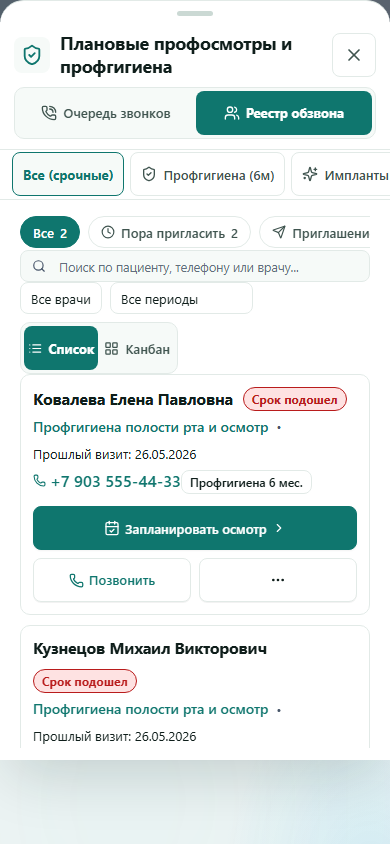 Плановые профосмотры и
профгигиена
Очередь звонков
Реестр обзвона
Все (срочные)
Профгигиена (6м)
Импланты
Все 2
Пора пригласить 2
Приглашени
Поиск по пациенту, телефону или врачу...
Все врачи
Все периоды
Список
Канбан
Ковалева Елена Павловна
Срок подошел
Профгигиена полости рта и осмотр •
Прошлый визит: 26.05.2026
+7 903 555-44-33
Профгигиена 6 мес.
Запланировать осмотр
Позвонить
...
Кузнецов Михаил Викторович
Срок подошел
Профгигиена полости рта и осмотр •
Прошлый визит: 26.05.2026